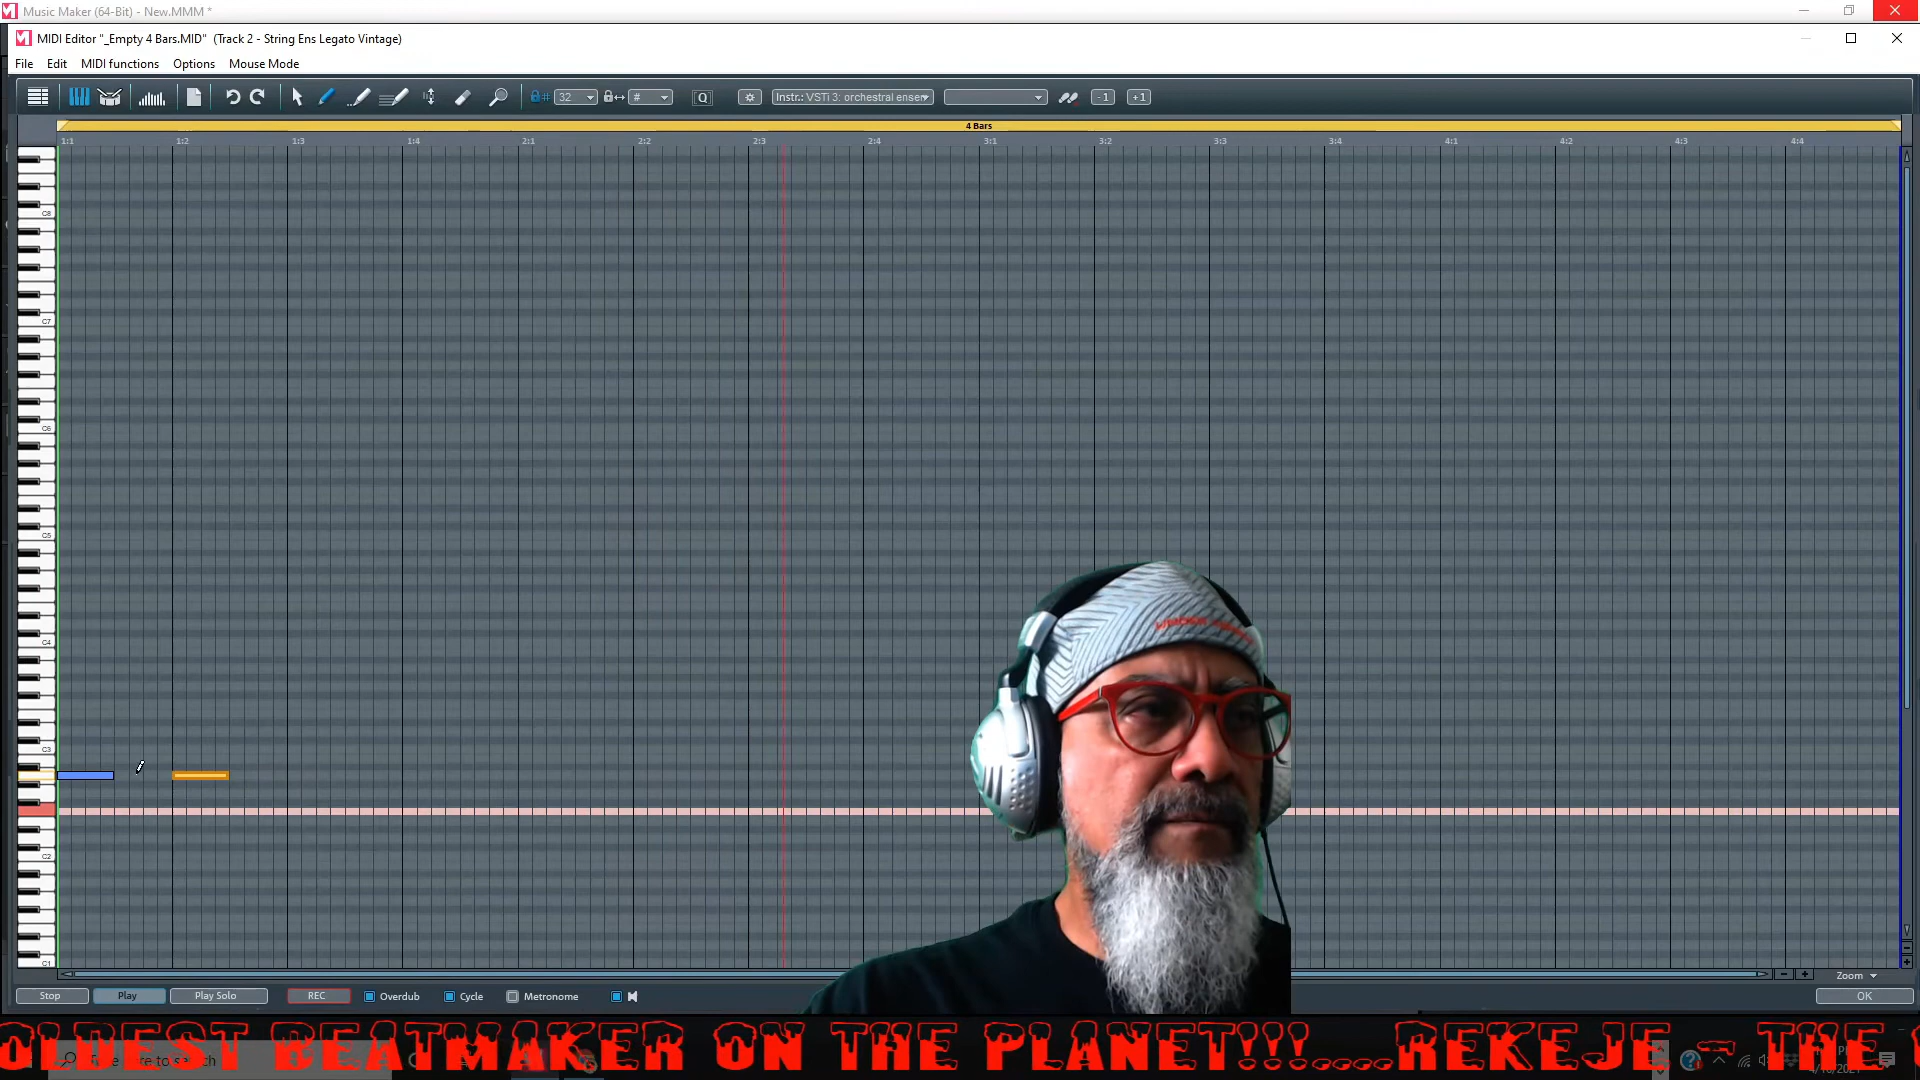 Music Maker (64-Bit) - New.MMM *
MIDI Editor "_Empty 4 Bars.MID" (Track 2 - String Ens Legato Vintage)
File Edit MIDI functions Options Mouse Mode
32 # Q Instr.: VSTi 3: orchestral ense -1 +1
4 Bars
1:1 1:2 1:3 1:4 2:1 2:2 2:3 2:4 3:1 3:2 3:3 3:4 4:1 4:2 4:3 4:4
C8
C7
C6
C5
C4
C3
C2
C1
Zoom
Stop Play Play Solo REC Overdub Cycle Metronome OK
OLDEST BEATMAKER ON THE PLANET!!!....REKEJE - THE